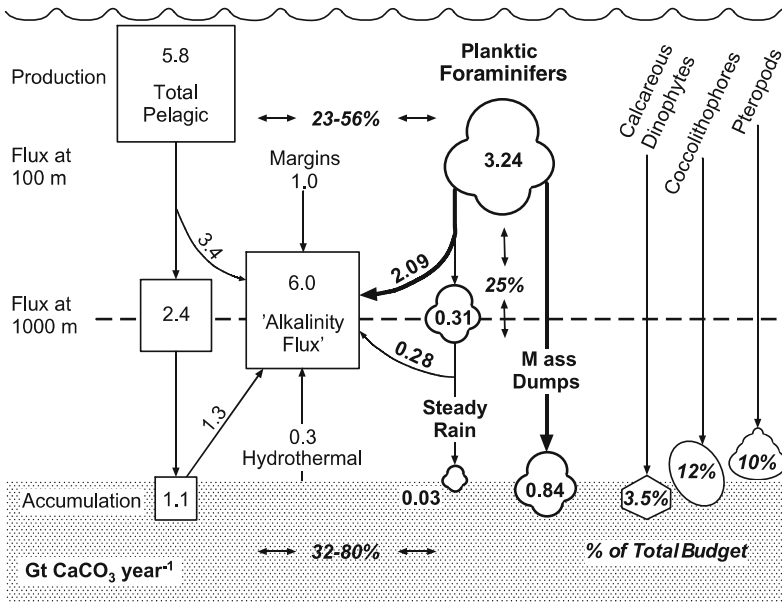 Production
5.8
Total
Pelagic
23-56%
Planktic
Foraminifers
3.24
Calcareous
Dinophytes
Coccolithophores
Pteropods
Flux at
100 m
Margins
1.0
3.4
2.09
25%
Flux at
1000 m
2.4
6.0
'Alkalinity
Flux'
0.31
0.28
M ass
Dumps
1.3
0.3
Hydrothermal
Steady
Rain
Accumulation
1.1
0.03
0.84
3.5%
12%
10%
32-80%
% of Total Budget
Gt CaCO₃ year⁻¹